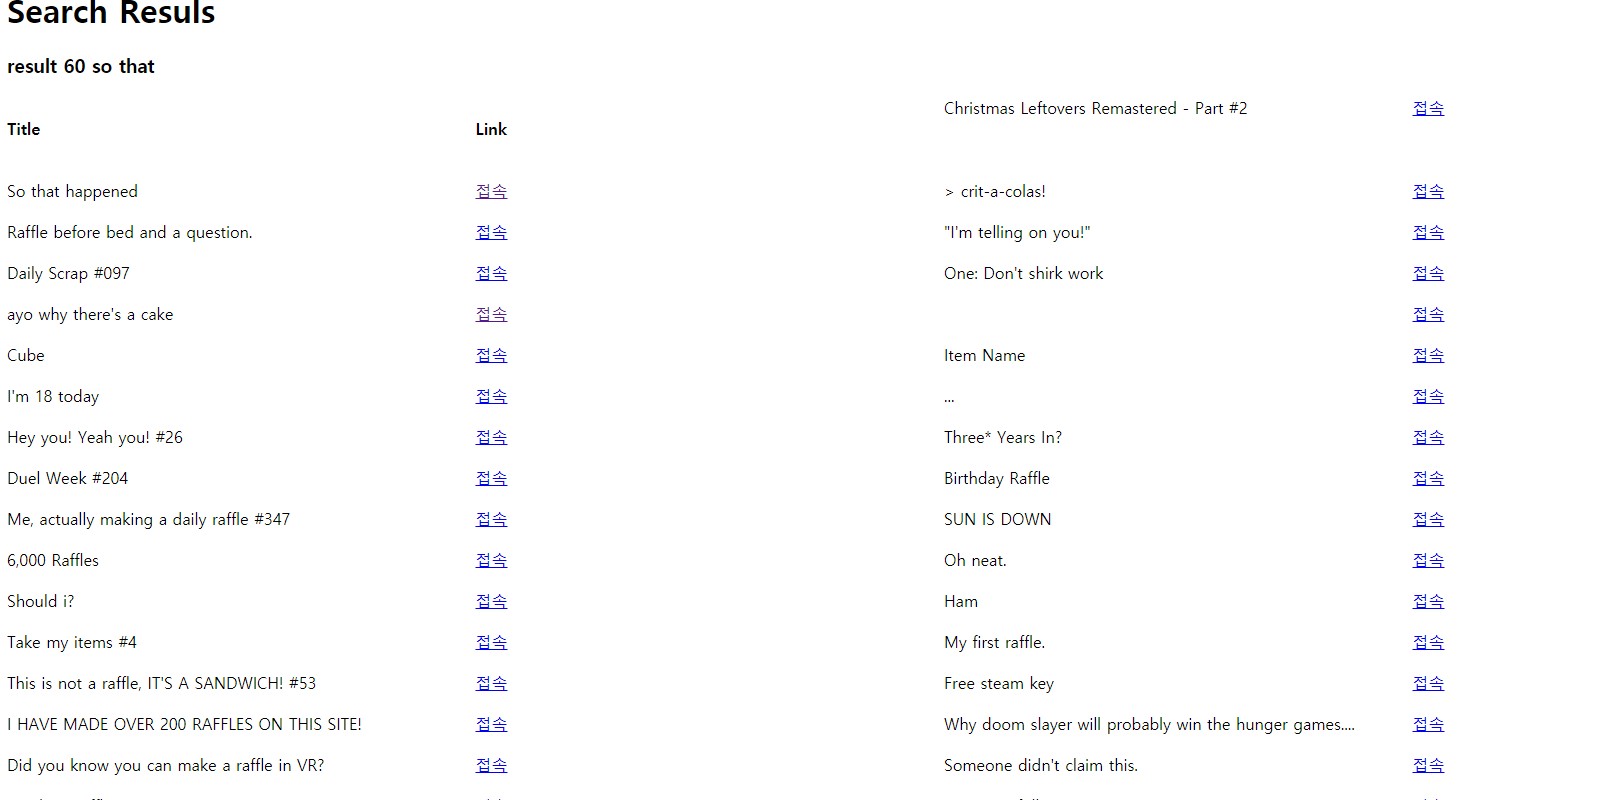 Search Resuls
result 60 so that
Title Link
So that happened 접속
Raffle before bed and a question. 접속
Daily Scrap #097 접속
ayo why there's a cake 접속
Cube 접속
I'm 18 today 접속
Hey you! Yeah you! #26 접속
Duel Week #204 접속
Me, actually making a daily raffle #347 접속
6,000 Raffles 접속
Should i? 접속
Take my items #4 접속
This is not a raffle, IT'S A SANDWICH! #53 접속
I HAVE MADE OVER 200 RAFFLES ON THIS SITE! 접속
Did you know you can make a raffle in VR? 접속
Christmas Leftovers Remastered - Part #2 접속
> crit-a-colas! 접속
"I'm telling on you!" 접속
One: Don't shirk work 접속
접속
Item Name 접속
... 접속
Three* Years In? 접속
Birthday Raffle 접속
SUN IS DOWN 접속
Oh neat. 접속
Ham 접속
My first raffle. 접속
Free steam key 접속
Why doom slayer will probably win the hunger games.... 접속
Someone didn't claim this. 접속